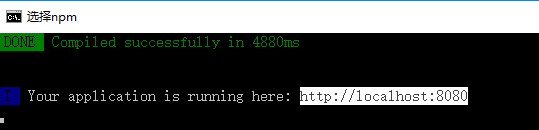 选择npm
DONE Compiled successfully in 4880ms
I Your application is running here: http://localhost:8080